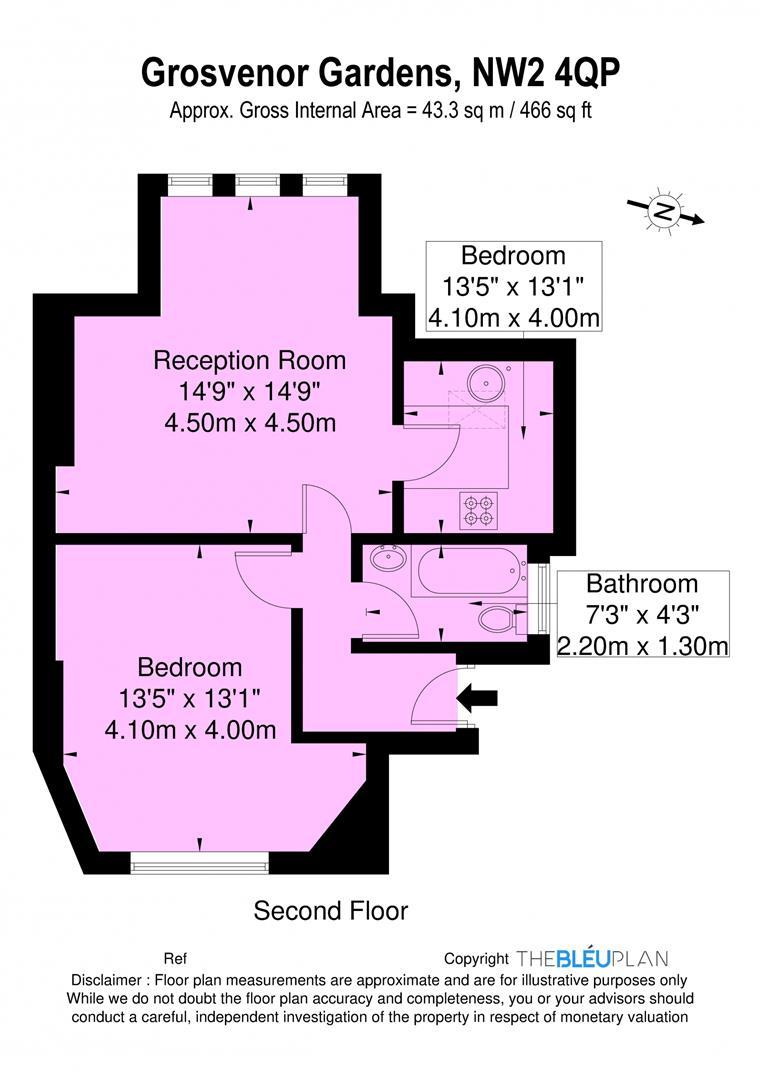 Grosvenor Gardens, NW2 4QP
Approx. Gross Internal Area = 43.3 sq m / 466 sq ft
N
Bedroom
13'5" x 13'1"
4.10m x 4.00m
Reception Room
14'9" x 14'9"
4.50m x 4.50m
Bathroom
7'3" x 4'3"
2.20m x 1.30m
Bedroom
13'5" x 13'1"
4.10m x 4.00m
Second Floor
Ref
Copyright THEBLÉUPLAN
Disclaimer : Floor plan measurements are approximate and are for illustrative purposes only
While we do not doubt the floor plan accuracy and completeness, you or your advisors should
conduct a careful, independent investigation of the property in respect of monetary valuation